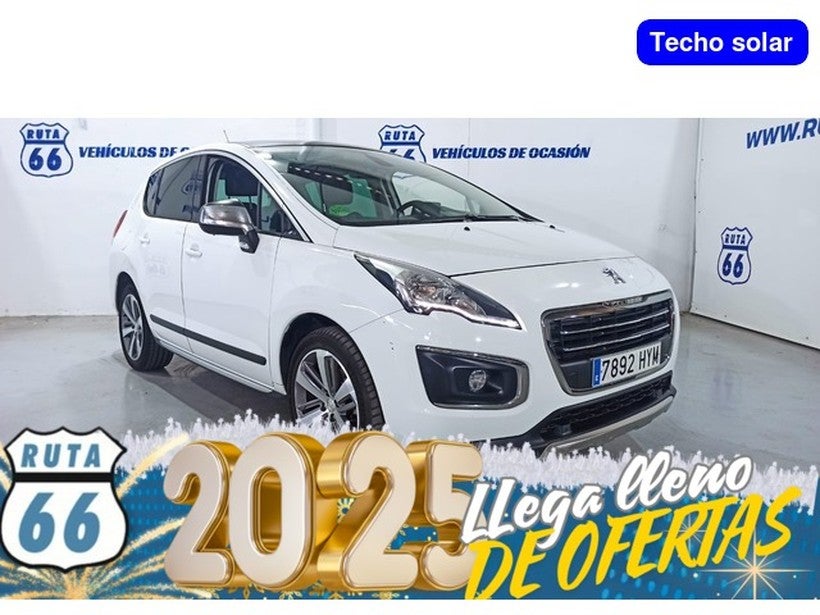 Techo solar
RUTA
66
VEHÍCULOS DE OCASIÓN
RUTA
66
VEHÍCULOS DE OCASIÓN
WWW.RU
RUTA
66
7892 HYM
RUTA
66
2025
LLega lleno
DE OFERTAS